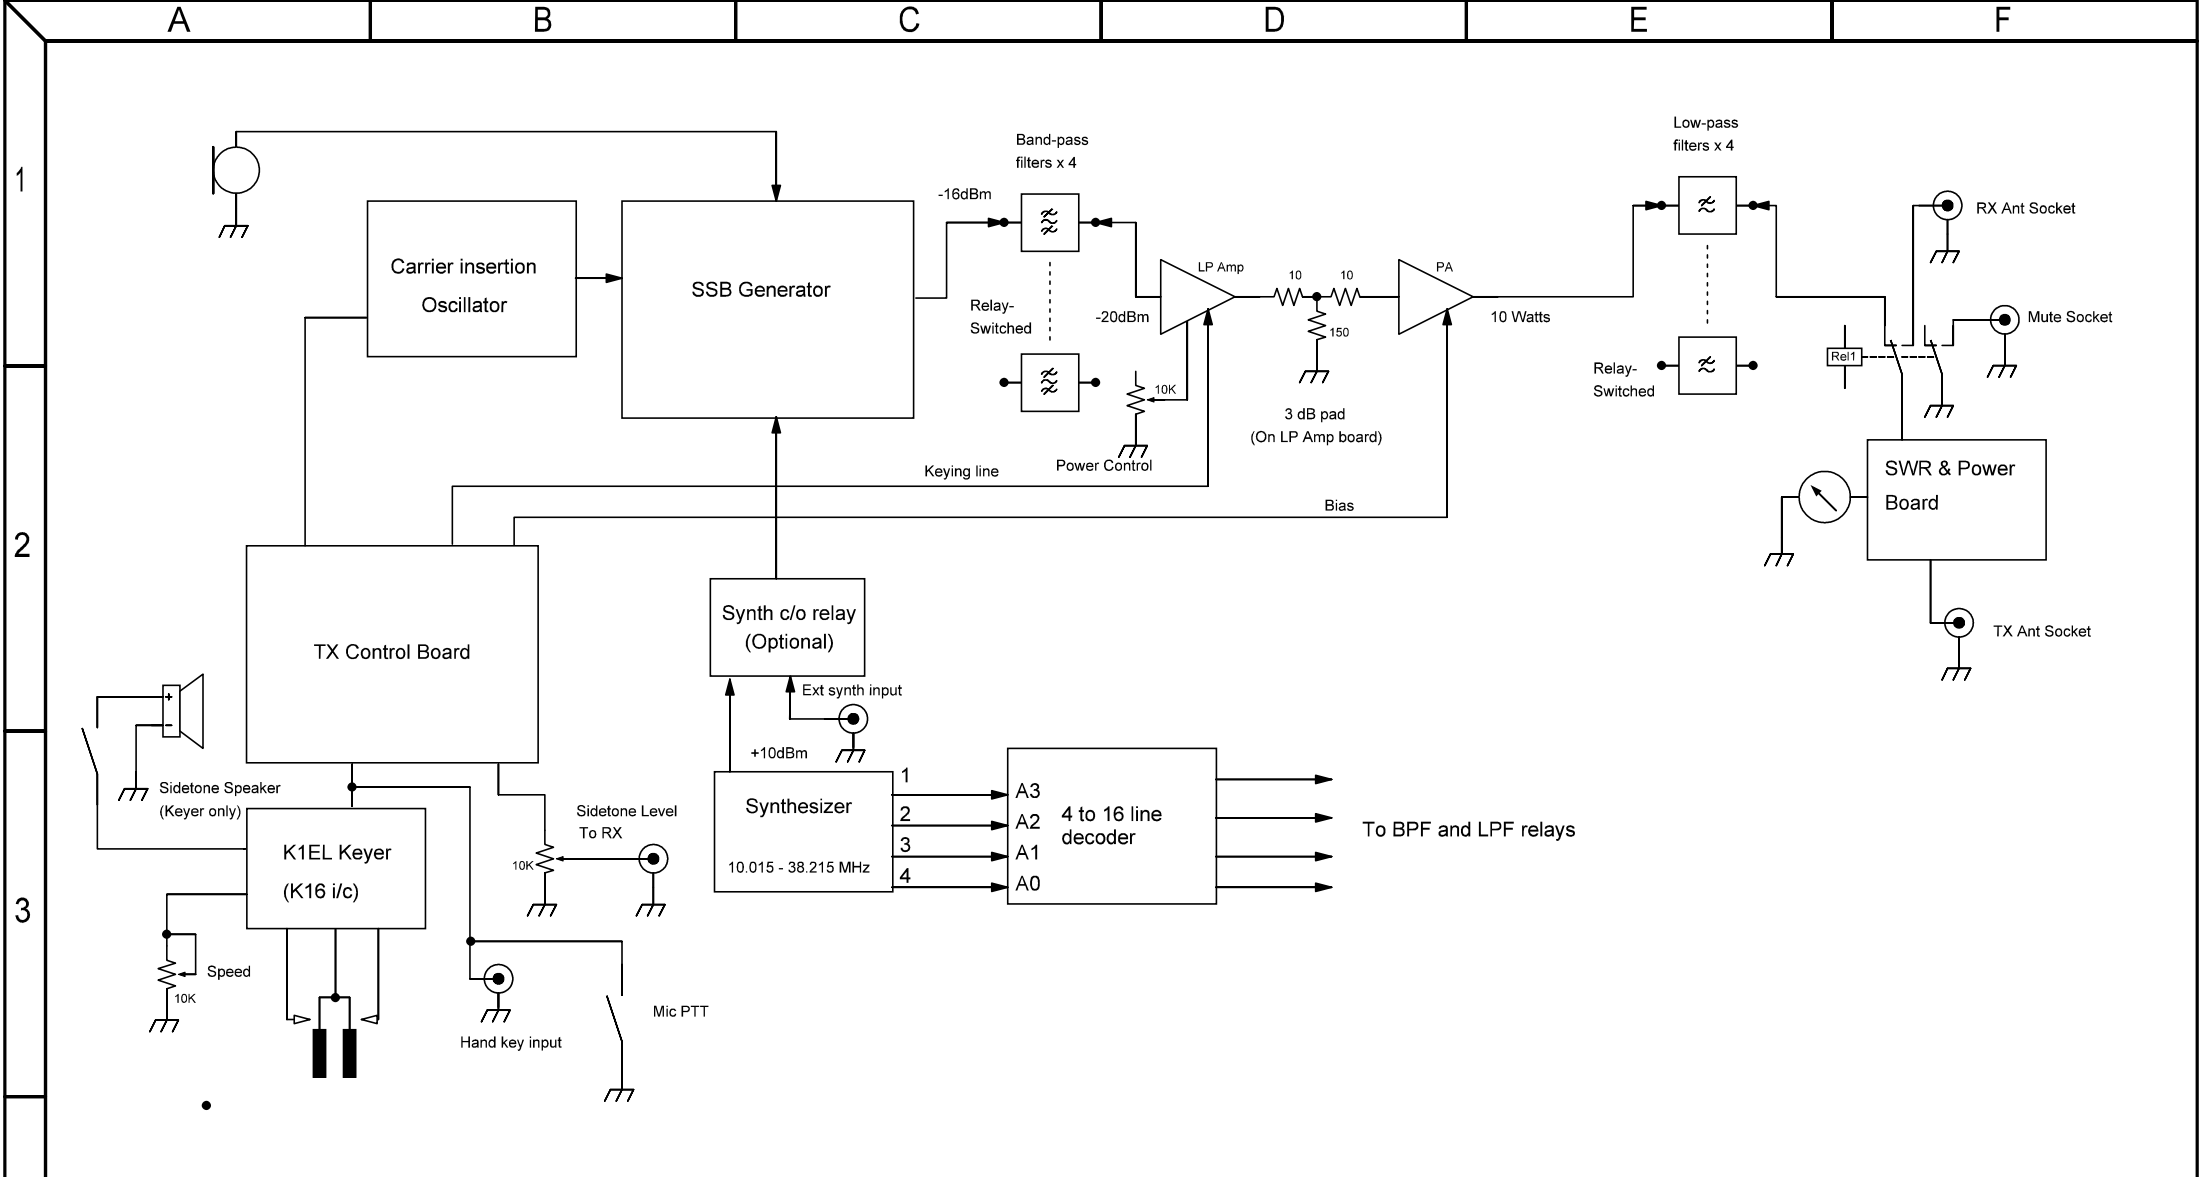 A B C D E F
1
2
3
Band-pass
filters x 4
Low-pass
filters x 4
-16dBm
RX Ant Socket
Carrier insertion
Oscillator
SSB Generator
LP Amp
10
10
PA
Relay-
Switched
-20dBm
150
10 Watts
Mute Socket
Rel1
10K
Relay-
Switched
3 dB pad
(On LP Amp board)
Power Control
Keying line
Bias
SWR & Power
Board
TX Control Board
Synth c/o relay
(Optional)
TX Ant Socket
Ext synth input
+
-
+10dBm
Sidetone Speaker
(Keyer only)
Synthesizer
10.015 - 38.215 MHz
1
2
3
4
A3
A2
A1
A0
4 to 16 line
decoder
To BPF and LPF relays
Sidetone Level
To RX
10K
K1EL Keyer
(K16 i/c)
Speed
10K
Mic PTT
Hand key input